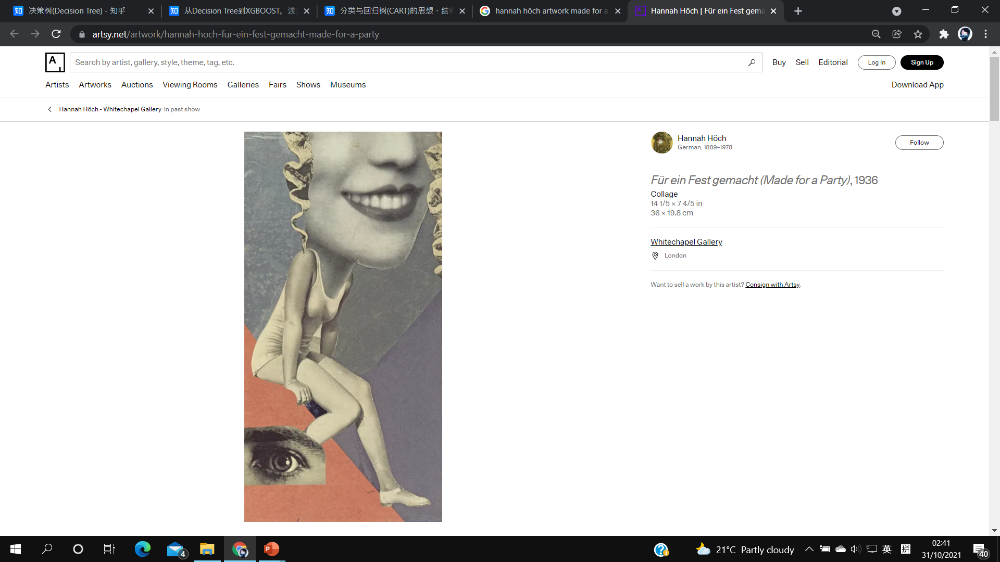 决策树(Decision Tree) - 知乎
从Decision Tree到XGBOOST，浅
分类与回归树(CART)的思想、结构
hannah höch artwork made for a
Hannah Höch | Für ein Fest gema
artsy.net/artwork/hannah-hoch-fur-ein-fest-gemacht-made-for-a-party
A
Search by artist, gallery, style, theme, tag, etc.
Buy Sell Editorial Log In Sign Up
Artists Artworks Auctions Viewing Rooms Galleries Fairs Shows Museums Download App
Hannah Höch - Whitechapel Gallery In past show
Hannah Höch
German, 1889–1978
Follow
Für ein Fest gemacht (Made for a Party), 1936
Collage
14 1/5 × 7 4/5 in
36 × 19.8 cm
Whitechapel Gallery
London
Want to sell a work by this artist? Consign with Artsy.
4
P
21°C Partly cloudy
英
拼
02:41
31/10/2021
40